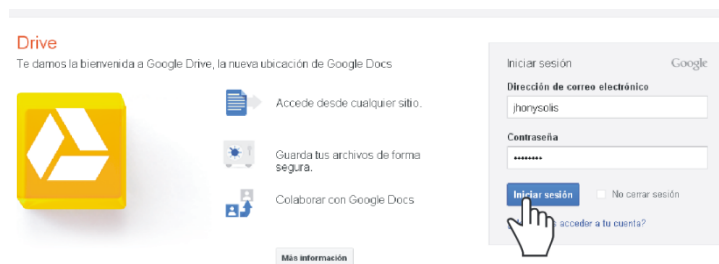 Drive
Te damos la bienvenida a Google Drive, la nueva ubicación de Google Docs
Accede desde cualquier sitio.
Guarda tus archivos de forma
segura.
Colaborar con Google Docs
Más información
Iniciar sesión Google
Dirección de correo electrónico
jhonysolis
Contraseña
••••••••
Iniciar sesión No cerrar sesión
acceder a tu cuenta?